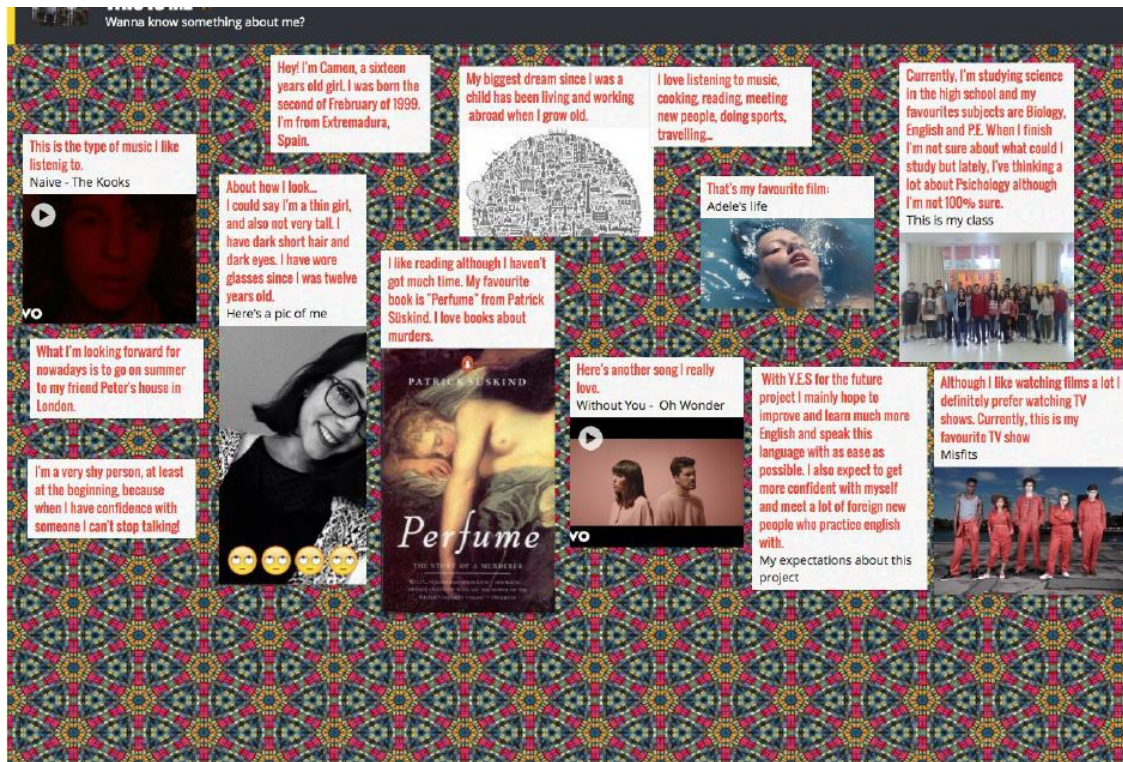 Wanna know something about me?
Hey! I'm Camen, a sixteen
years old girl. I was born the
second of Frebruary of 1999.
I'm from Extremadura,
Spain.
My biggest dream since I was a
child has been living and working
abroad when I grow old.
I love listening to music,
cooking, reading, meeting
new people, doing sports,
travelling...
Currently, I'm studying science
in the high school and my
favourites subjects are Biology,
English and P.E. When I finish
I'm not sure about what could I
study but lately, I've thinking a
lot about Psichology although
I'm not 100% sure.
This is my class
This is the type of music I like
listenig to.
Naive - The Kooks
VO
About how I look...
I could say I'm a thin girl,
and also not very tall. I
have dark short hair and
dark eyes. I have wore
glasses since I was twelve
years old.
Here's a pic of me
That's my favourite film:
Adele's life
I like reading although I haven't
got much time. My favourite
book is "Perfume" from Patrick
Süskind. I love books about
murders.
PATRICK SÜSKIND
Perfume
THE STORY OF A MURDERER
What I'm looking forward for
nowadays is to go on summer
to my friend Peter's house in
London.
Here's another song I really
love.
Without You - Oh Wonder
VO
With Y.E.S for the future
project I mainly hope to
improve and learn much more
English and speak this
language with as ease as
possible. I also expect to get
more confident with myself
and meet a lot of foreign new
people who practice english
with.
My expectations about this
project
Although I like watching films a lot I
definitely prefer watching TV
shows. Currently, this is my
favourite TV show
Misfits
I'm a very shy person, at least
at the beginning, because
when I have confidence with
someone I can't stop talking!